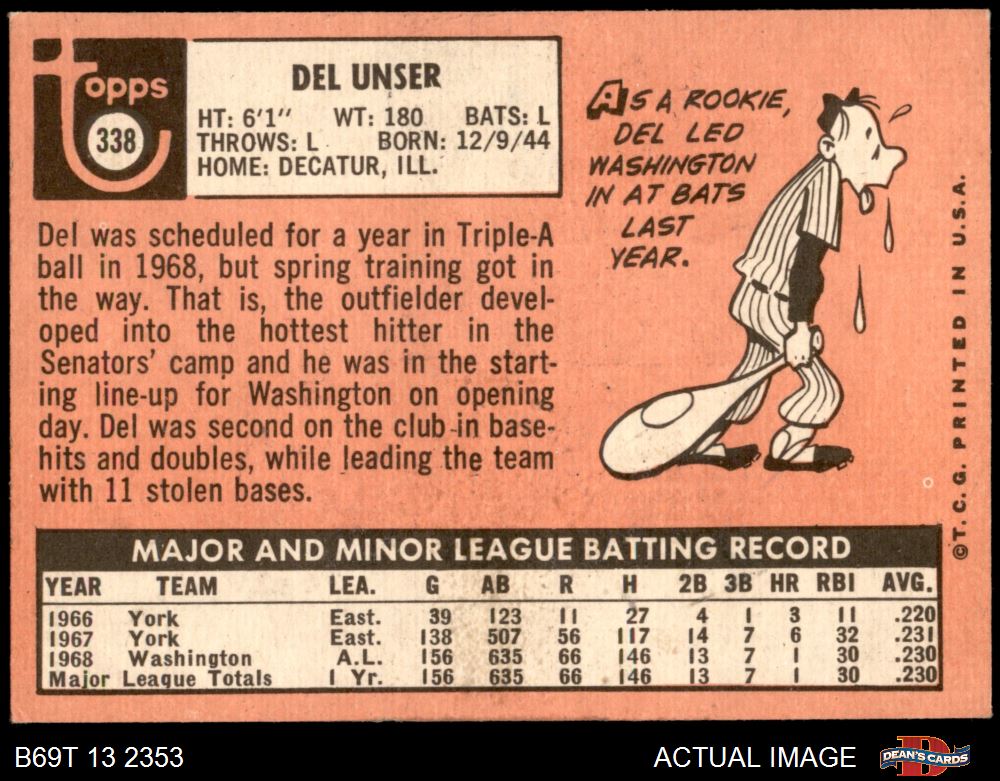 topps
338
DEL UNSER
HT: 6'1" WT: 180 BATS: L
THROWS: L BORN: 12/9/44
HOME: DECATUR, ILL.
Del was scheduled for a year in Triple-A
ball in 1968, but spring training got in
the way. That is, the outfielder devel-
oped into the hottest hitter in the
Senators' camp and he was in the start-
ing line-up for Washington on opening
day. Del was second on the club in base-
hits and doubles, while leading the team
with 11 stolen bases.
AS A ROOKIE,
DEL LED
WASHINGTON
IN AT BATS
LAST
YEAR.
©T. C. G. PRINTED IN U.S.A.
MAJOR AND MINOR LEAGUE BATTING RECORD
YEAR TEAM LEA. G AB R H 2B 3B HR RBI AVG.
1966 York East. 39 123 11 27 4 1 3 11 .220
1967 York East. 138 507 56 117 14 7 6 32 .231
1968 Washington A.L. 156 635 66 146 13 7 1 30 .230
Major League Totals 1 Yr. 156 635 66 146 13 7 1 30 .230
B69T 13 2353
ACTUAL IMAGE
DEAN'S CARDS